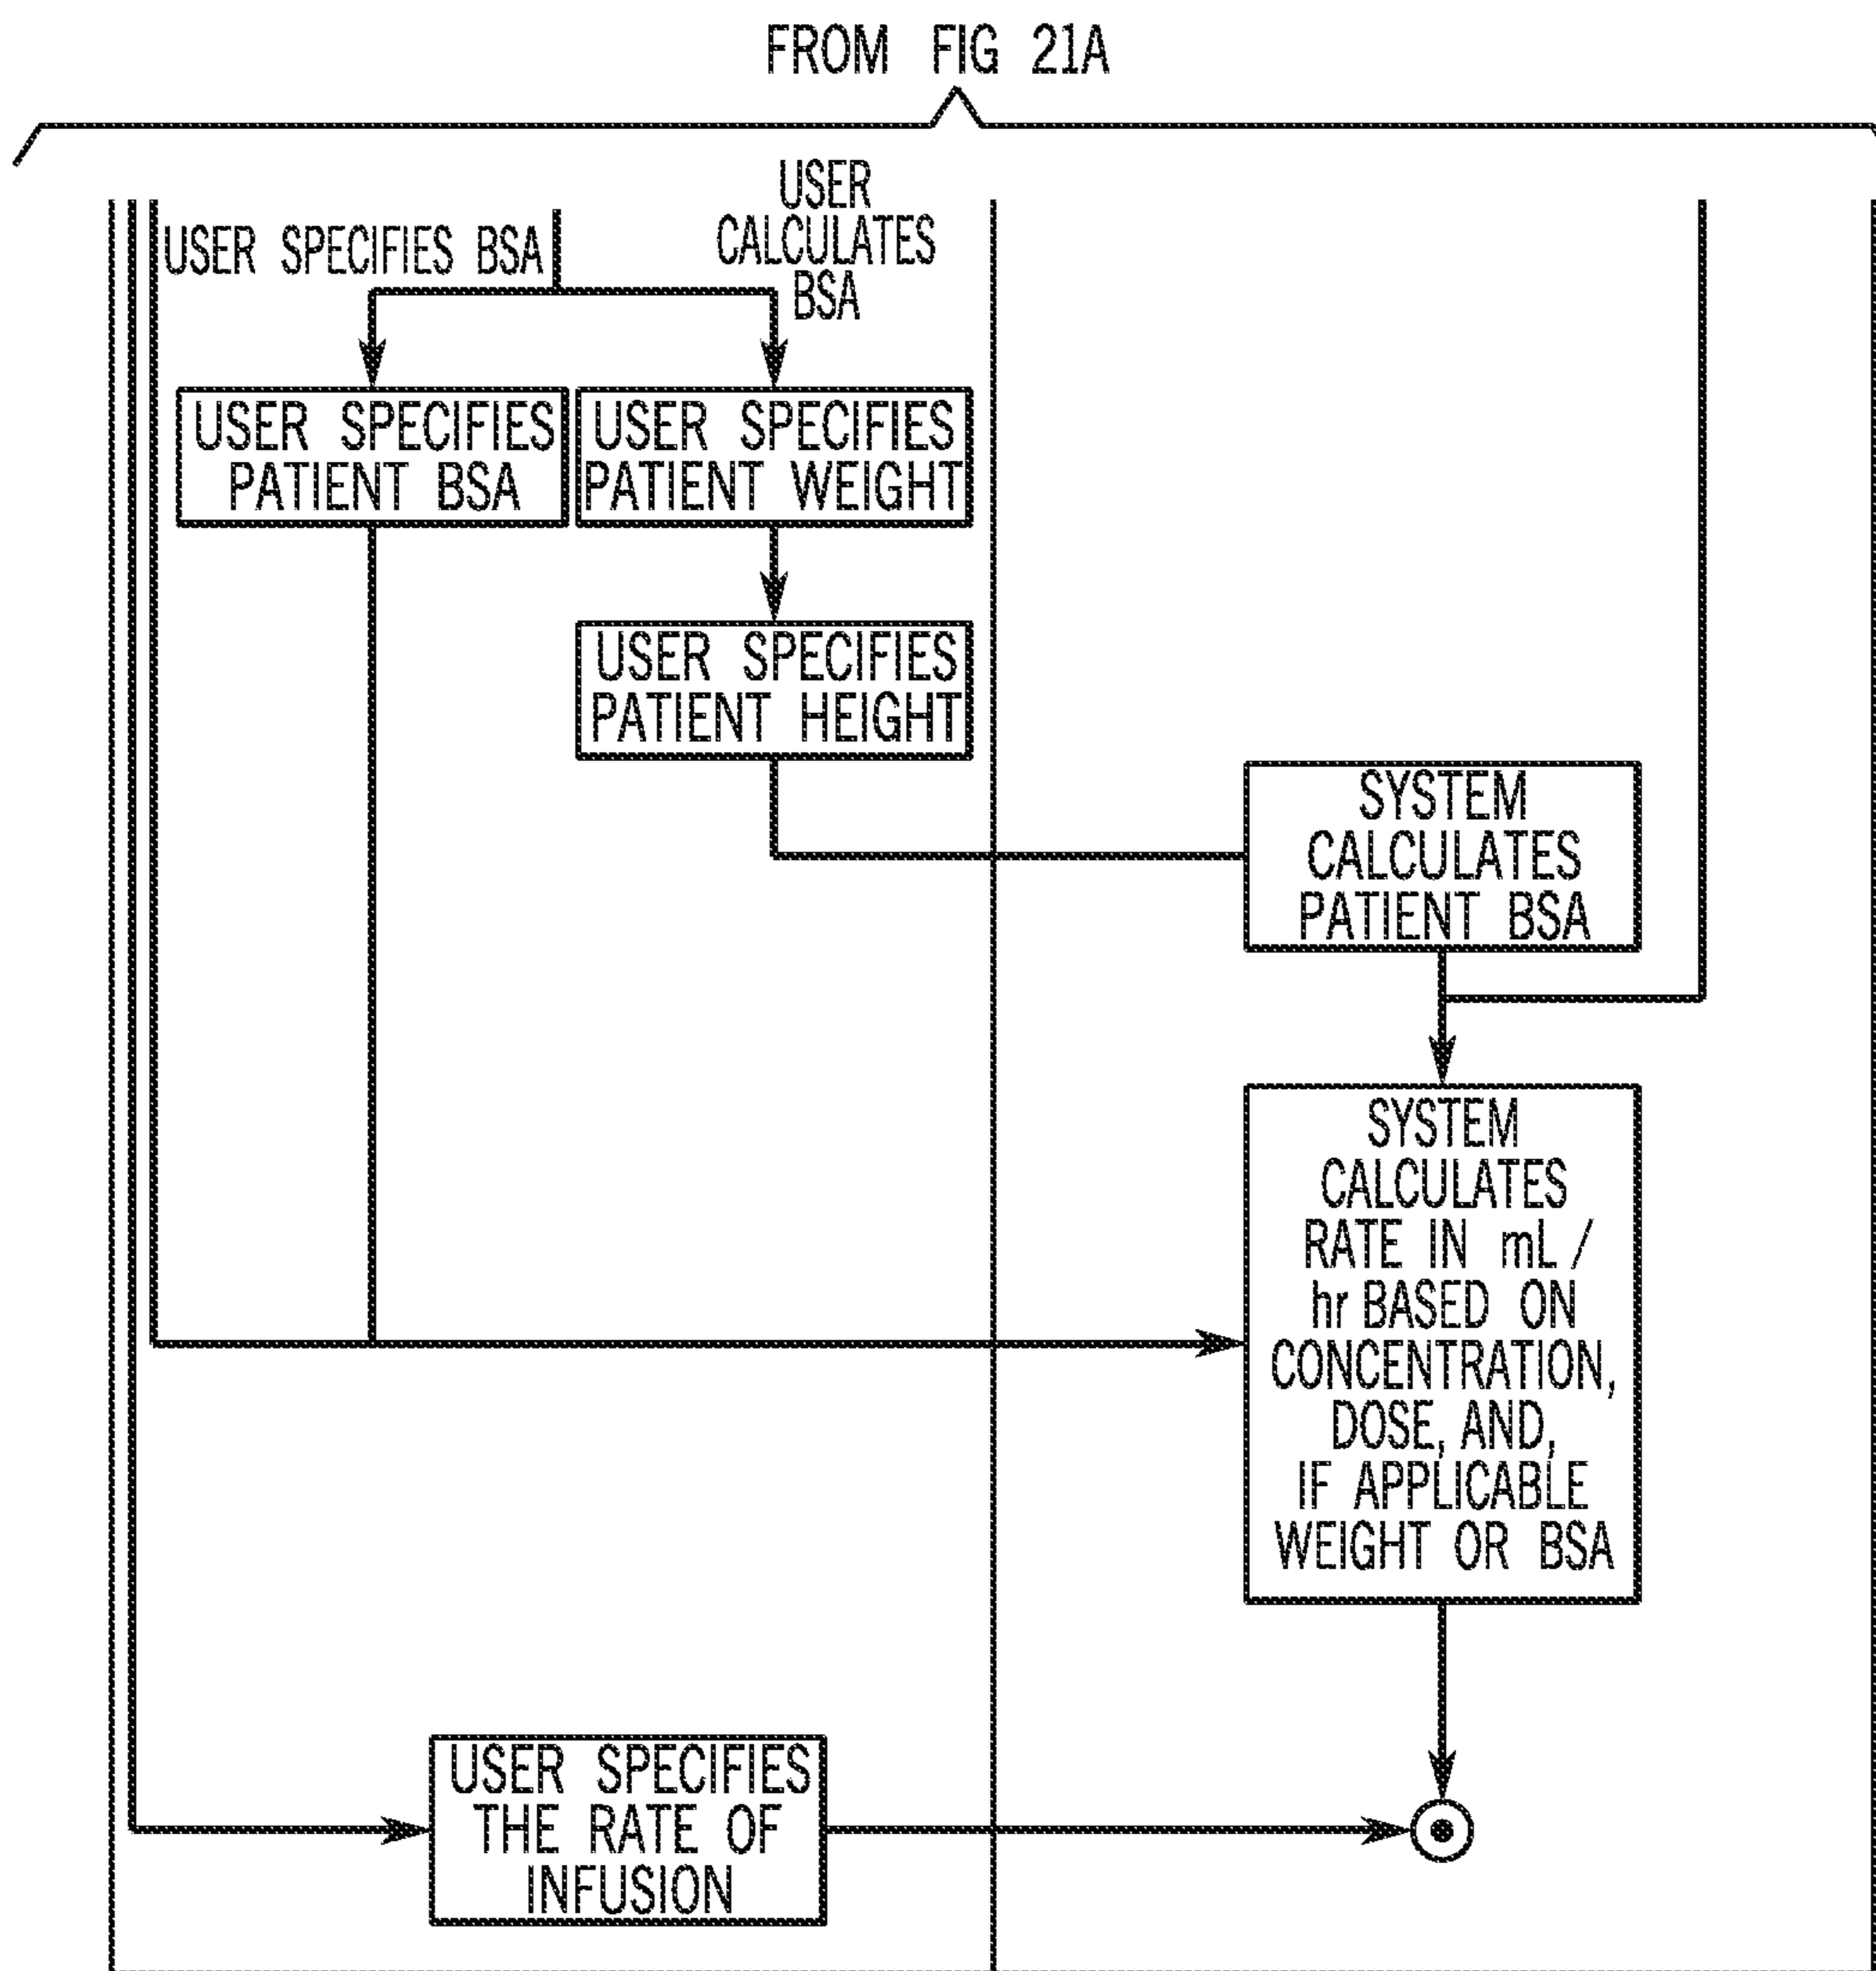 FROM FIG 21A
USER SPECIFIES BSA
USER
CALCULATES
BSA
USER SPECIFIES
PATIENT BSA
USER SPECIFIES
PATIENT WEIGHT
USER SPECIFIES
PATIENT HEIGHT
SYSTEM
CALCULATES
PATIENT BSA
SYSTEM
CALCULATES
RATE IN mL /
hr BASED ON
CONCENTRATION,
DOSE, AND,
IF APPLICABLE
WEIGHT OR BSA
USER SPECIFIES
THE RATE OF
INFUSION